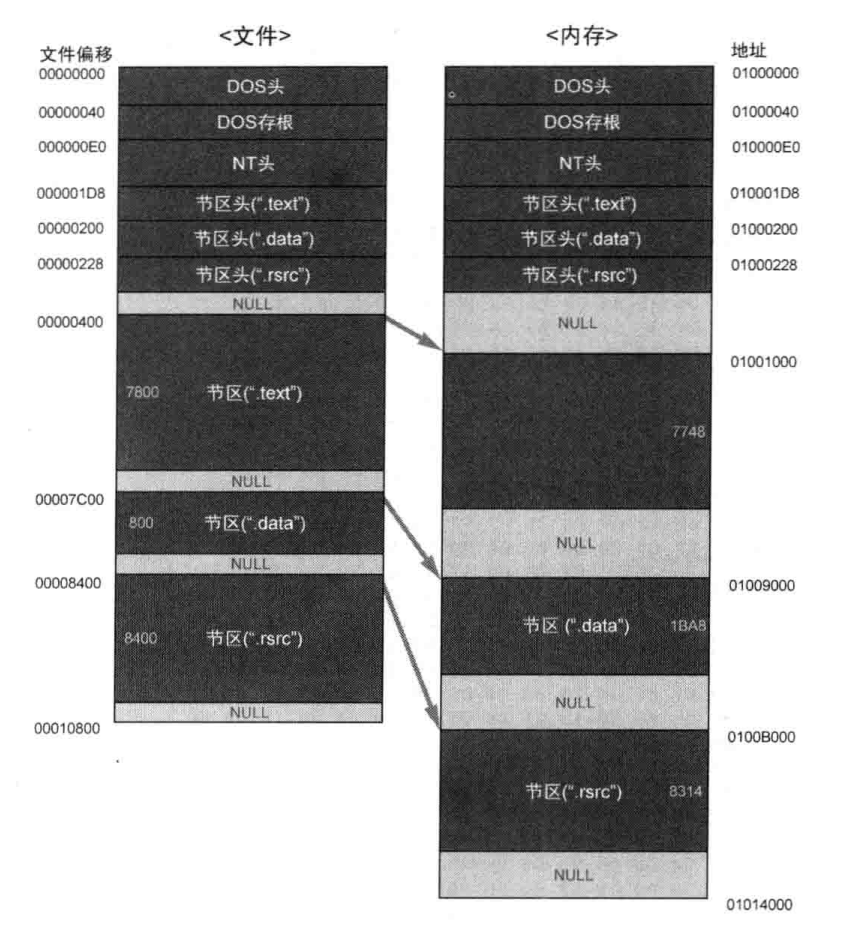 <文件>
<内存>
文件偏移
地址
00000000
DOS头
DOS头
01000000
00000040
DOS存根
DOS存根
01000040
000000E0
NT头
NT头
010000E0
000001D8
节区头(“.text”)
节区头(“.text”)
010001D8
00000200
节区头(“.data”)
节区头(“.data”)
01000200
00000228
节区头(“.rsrc”)
节区头(“.rsrc”)
01000228
NULL
NULL
00000400
01001000
7800
节区(“.text”)
7748
NULL
00007C00
800
节区(“.data”)
NULL
NULL
00008400
01009000
8400
节区(“.rsrc”)
节区 (“.data”)
1BA8
NULL
NULL
00010800
0100B000
节区(“.rsrc”)
8314
NULL
01014000